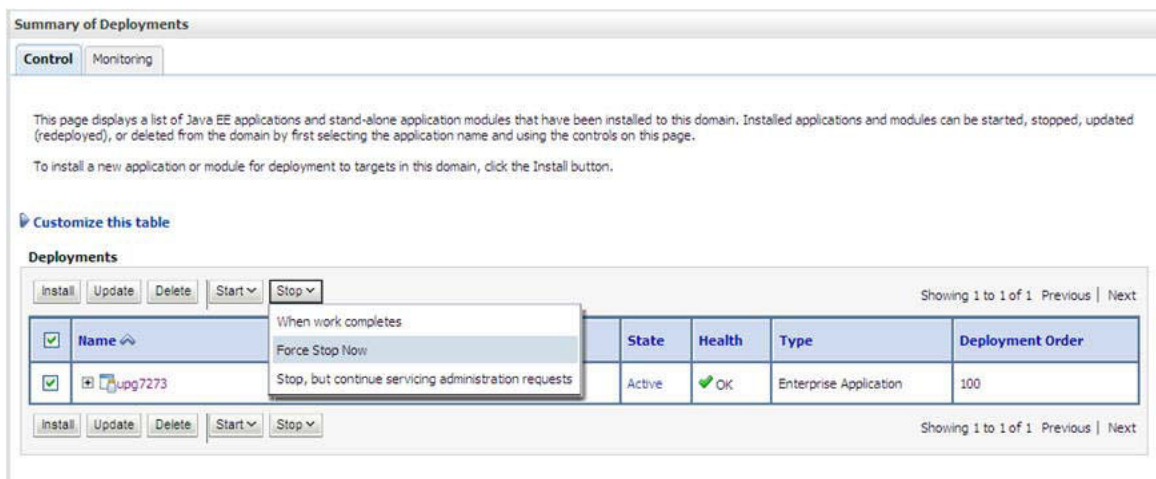 Summary of Deployments
Control Monitoring
This page displays a list of Java EE applications and stand-alone application modules that have been installed to this domain. Installed applications and modules can be started, stopped, updated
(redeployed), or deleted from the domain by first selecting the application name and using the controls on this page.
To install a new application or module for deployment to targets in this domain, click the Install button.
Customize this table
Deployments
Install Update Delete Start Stop Showing 1 to 1 of 1 Previous | Next
When work completes
Name State Health Type Deployment Order
Force Stop Now
upg7273 Active OK Enterprise Application 100
Stop, but continue servicing administration requests
Install Update Delete Start Stop Showing 1 to 1 of 1 Previous | Next